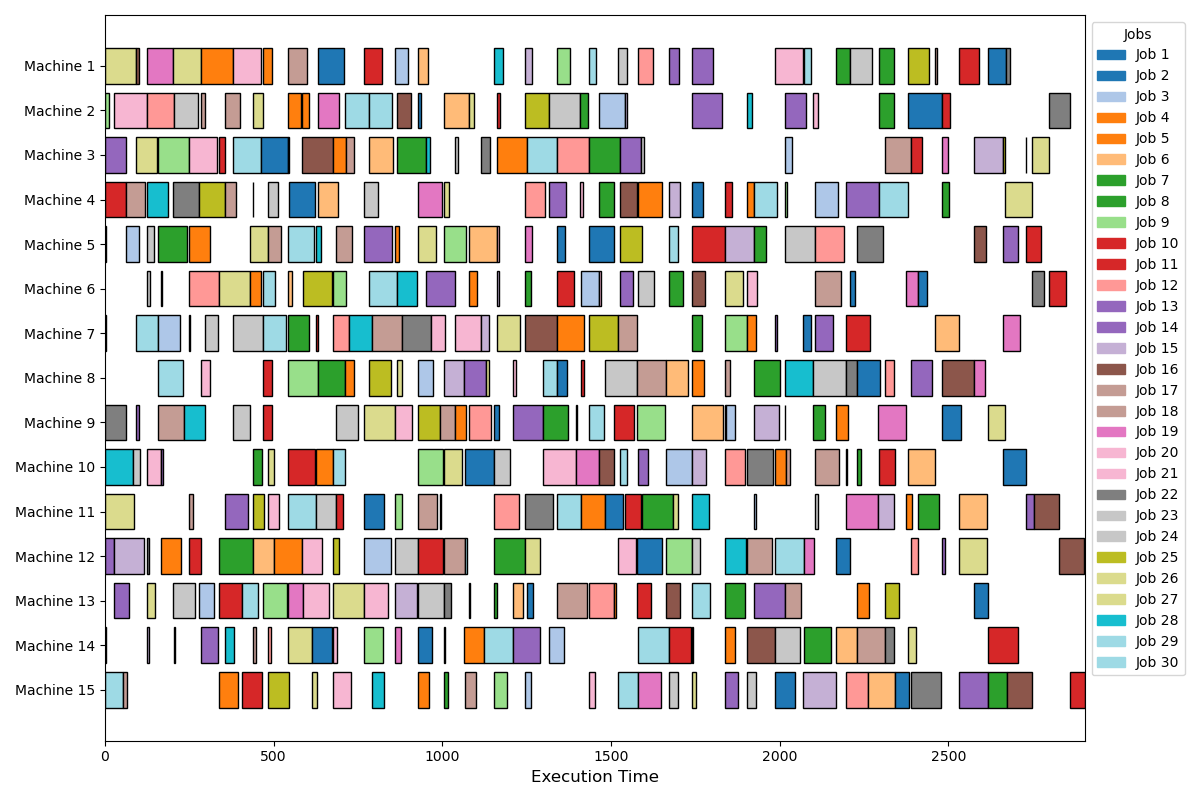 Machine 1
Machine 2
Machine 3
Machine 4
Machine 5
Machine 6
Machine 7
Machine 8
Machine 9
Machine 10
Machine 11
Machine 12
Machine 13
Machine 14
Machine 15
0 500 1000 1500 2000 2500
Execution Time
Jobs
Job 1
Job 2
Job 3
Job 4
Job 5
Job 6
Job 7
Job 8
Job 9
Job 10
Job 11
Job 12
Job 13
Job 14
Job 15
Job 16
Job 17
Job 18
Job 19
Job 20
Job 21
Job 22
Job 23
Job 24
Job 25
Job 26
Job 27
Job 28
Job 29
Job 30